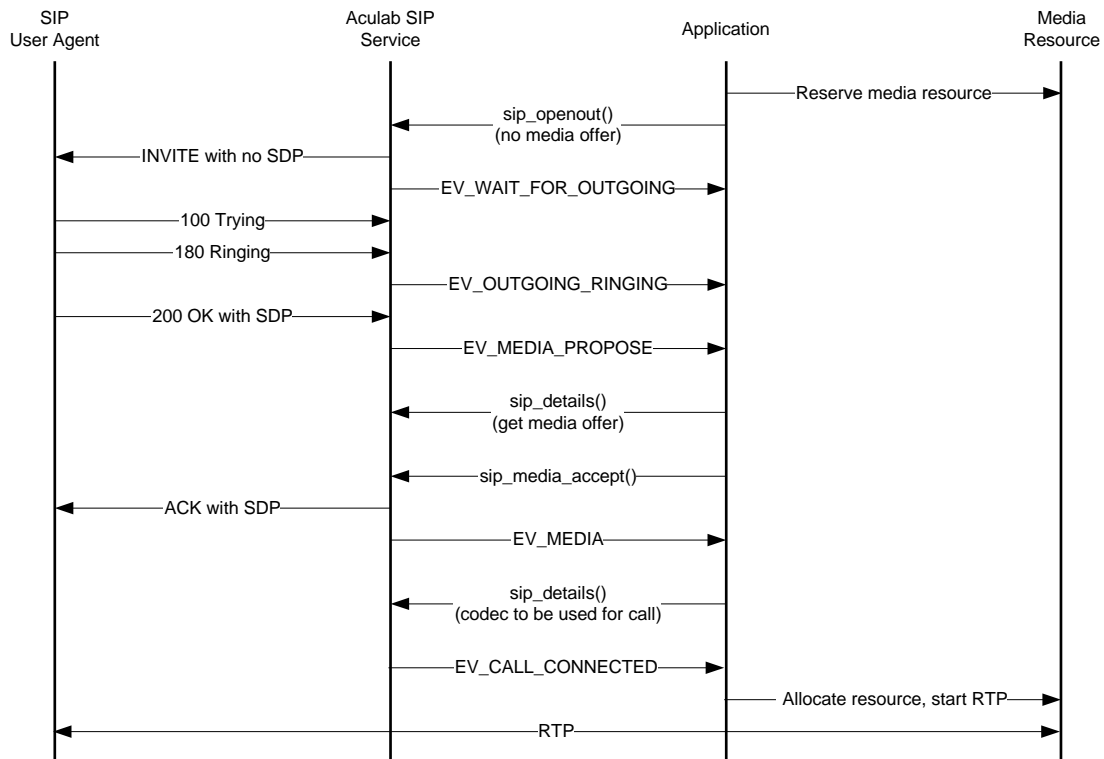 SIP
User Agent
Aculab SIP
Service
Application
Media
Resource
Reserve media resource
sip_openout()
(no media offer)
INVITE with no SDP
EV_WAIT_FOR_OUTGOING
100 Trying
180 Ringing
EV_OUTGOING_RINGING
200 OK with SDP
EV_MEDIA_PROPOSE
sip_details()
(get media offer)
sip_media_accept()
ACK with SDP
EV_MEDIA
sip_details()
(codec to be used for call)
EV_CALL_CONNECTED
Allocate resource, start RTP
RTP